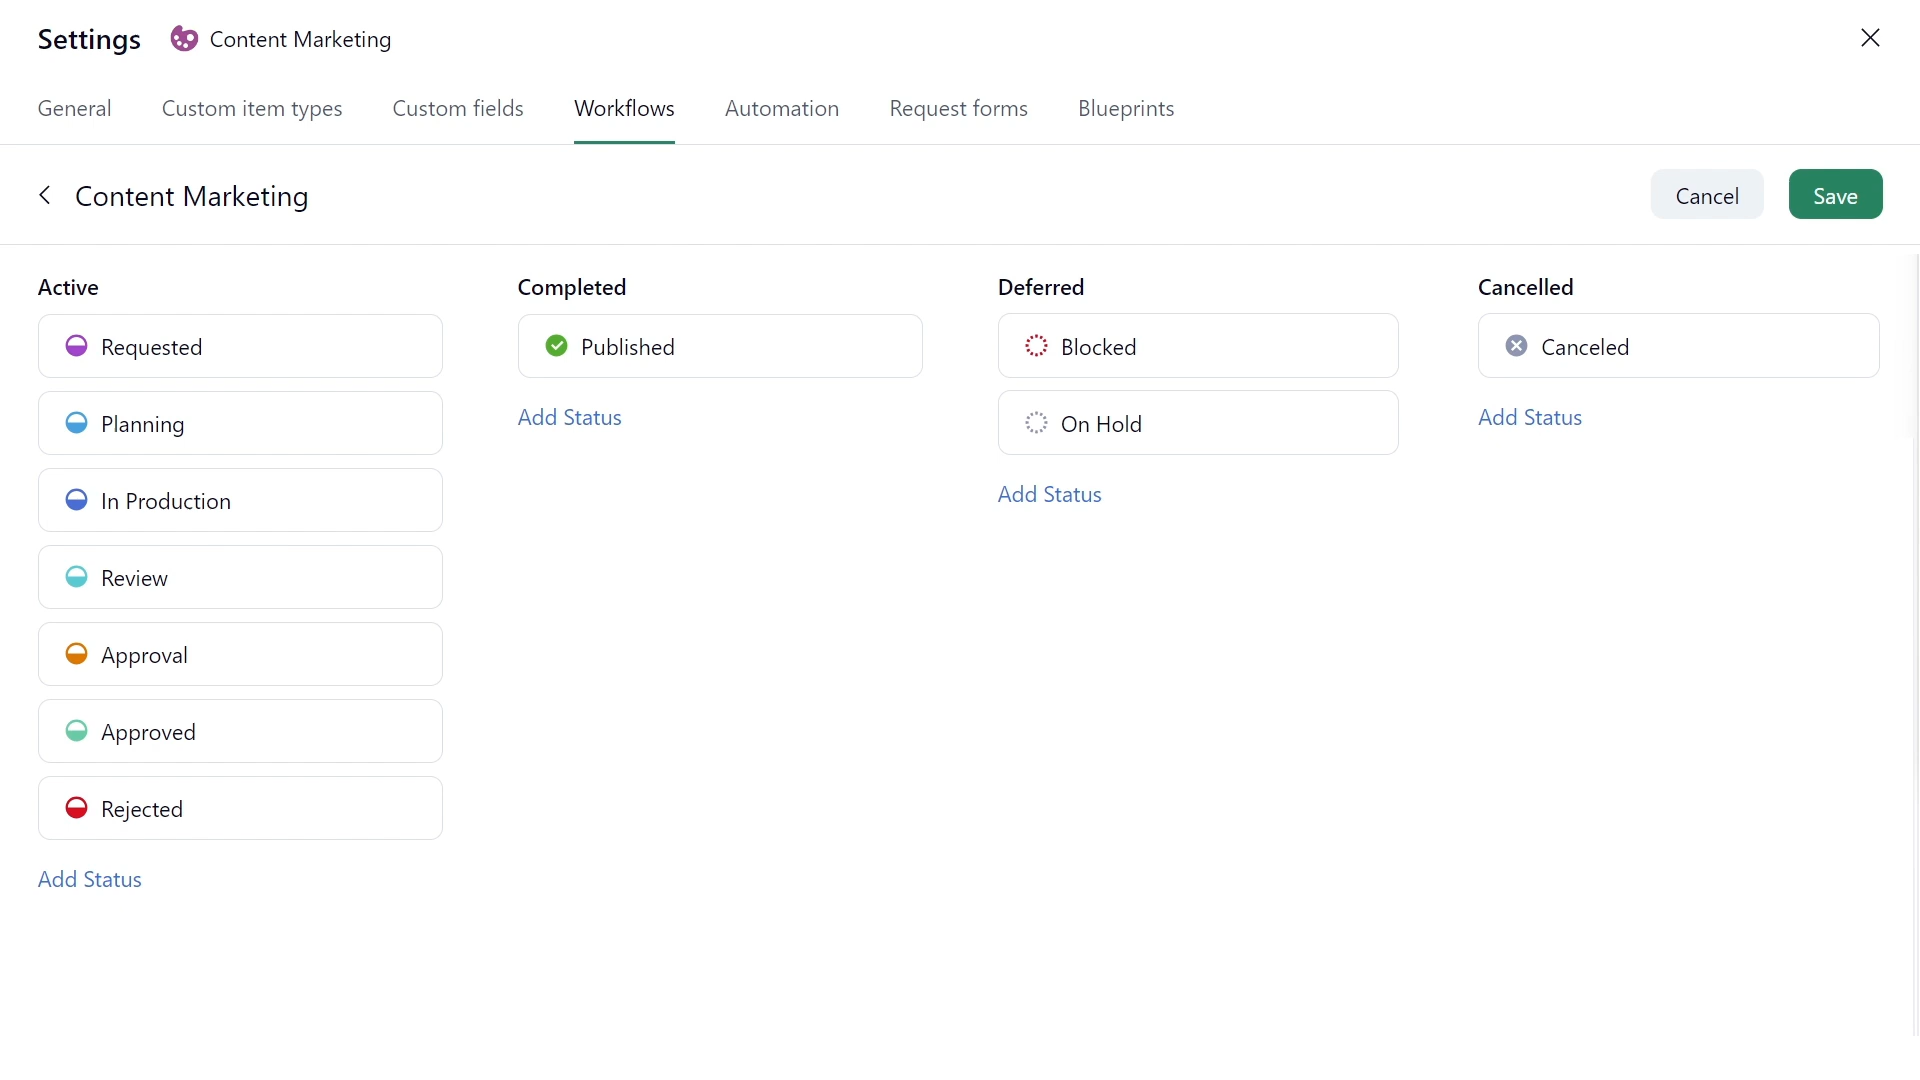 Settings Content Marketing
General Custom item types Custom fields Workflows Automation Request forms Blueprints
Content Marketing
Cancel Save
Active
Requested
Planning
In Production
Review
Approval
Approved
Rejected
Add Status
Completed
Published
Add Status
Deferred
Blocked
On Hold
Add Status
Cancelled
Canceled
Add Status